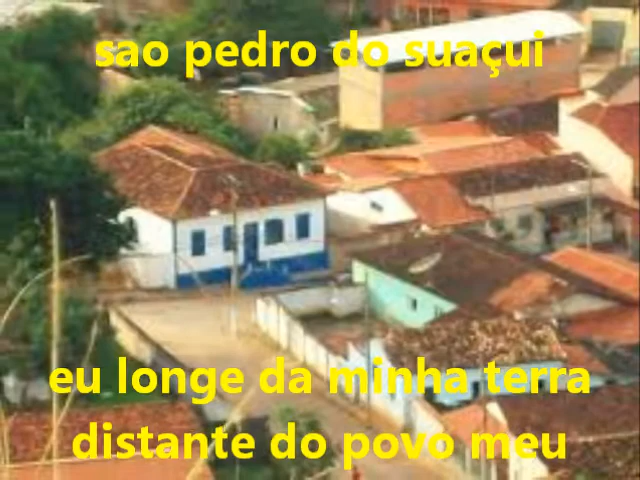 sao pedro do suaçui
eu longe da minha terra
distante do povo meu